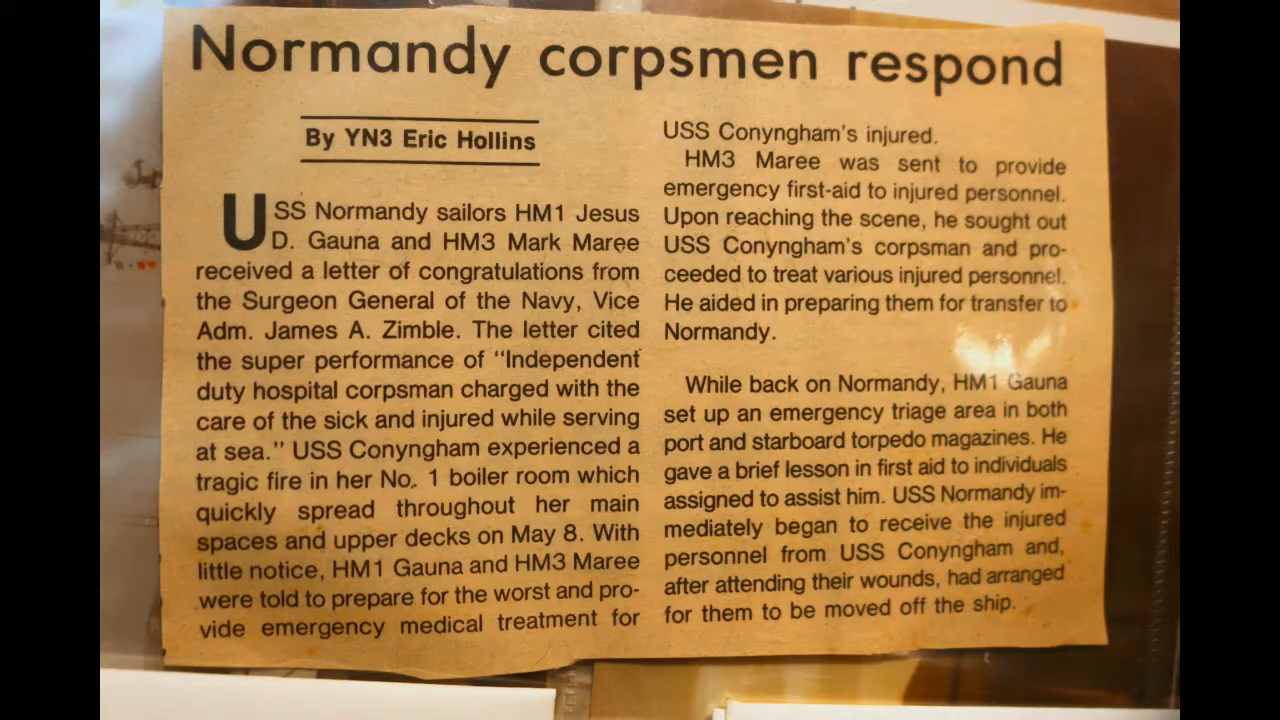 Normandy corpsmen respond
By YN3 Eric Hollins
USS Normandy sailors HM1 Jesus
D. Gauna and HM3 Mark Maree
received a letter of congratulations from
the Surgeon General of the Navy, Vice
Adm. James A. Zimble. The letter cited
the super performance of "Independent
duty hospital corpsman charged with the
care of the sick and injured while serving
at sea." USS Conyngham experienced a
tragic fire in her No. 1 boiler room which
quickly spread throughout her main
spaces and upper decks on May 8. With
little notice, HM1 Gauna and HM3 Maree
were told to prepare for the worst and pro-
vide emergency medical treatment for
USS Conyngham's injured.
HM3 Maree was sent to provide
emergency first-aid to injured personnel.
Upon reaching the scene, he sought out
USS Conyngham's corpsman and pro-
ceeded to treat various injured personnel.
He aided in preparing them for transfer to
Normandy.
While back on Normandy, HM1 Gauna
set up an emergency triage area in both
port and starboard torpedo magazines. He
gave a brief lesson in first aid to individuals
assigned to assist him. USS Normandy im-
mediately began to receive the injured
personnel from USS Conyngham and,
after attending their wounds, had arranged
for them to be moved off the ship.